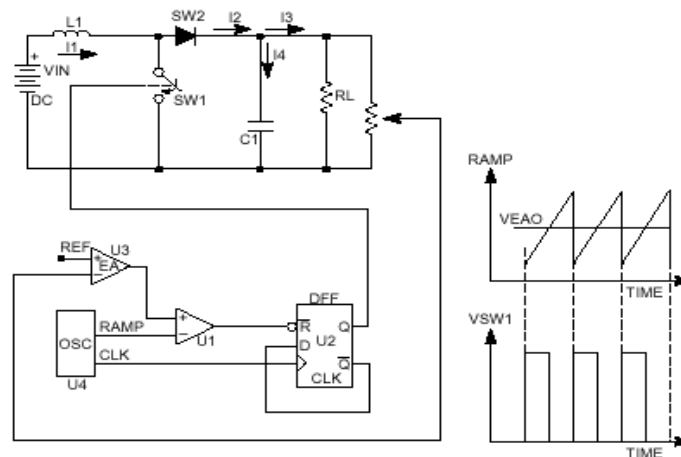 L1
SW2
I2
I3
I1
I4
+
VIN
DC
SW1
RL
C1
RAMP
VEAO
TIME
VSW1
TIME
REF
U3
+
EA
−
DFF
RAMP
+
−
U1
R
Q
D
U2
Q
OSC
CLK
CLK
U4